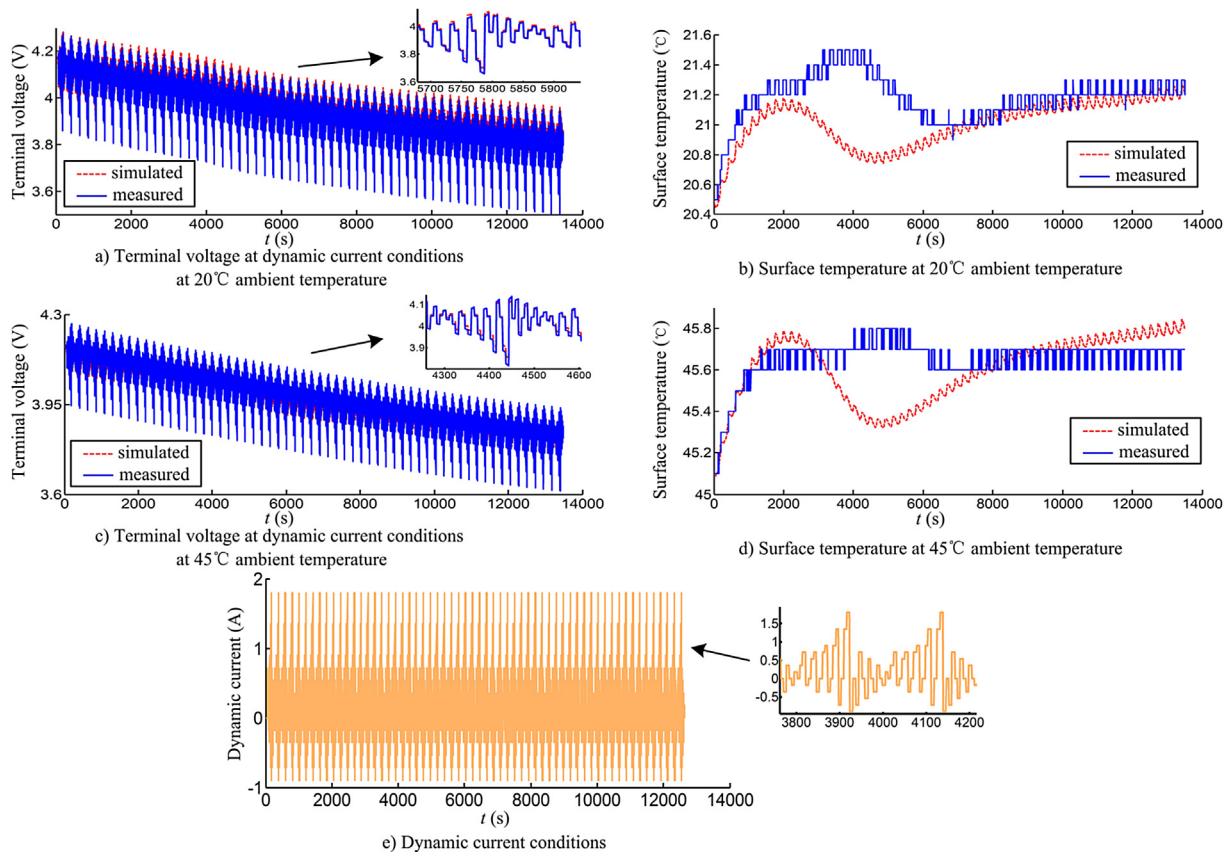 4.2
4
3.8
3.6
Terminal voltage (V)
4
3.8
3.6
5700 5750 5800 5850 5900
simulated
measured
0 2000 4000 6000 8000 10000 12000 14000
t (s)
a) Terminal voltage at dynamic current conditions
at 20℃ ambient temperature
21.6
21.4
21.2
21
20.8
20.6
20.4
Surface temperature (℃)
simulated
measured
0 2000 4000 6000 8000 10000 12000 14000
t (s)
b) Surface temperature at 20℃ ambient temperature
4.3
3.95
3.6
Terminal voltage (V)
4.1
4
3.9
4300 4400 4500 4600
simulated
measured
0 2000 4000 6000 8000 10000 12000 14000
t (s)
c) Terminal voltage at dynamic current conditions
at 45℃ ambient temperature
45.8
45.6
45.4
45.2
45
Surface temperature (℃)
simulated
measured
0 2000 4000 6000 8000 10000 12000 14000
t (s)
d) Surface temperature at 45℃ ambient temperature
2
1
0
-1
Dynamic current (A)
0 2000 4000 6000 8000 10000 12000 14000
t (s)
1.5
1
0.5
0
-0.5
3800 3900 4000 4100 4200
e) Dynamic current conditions